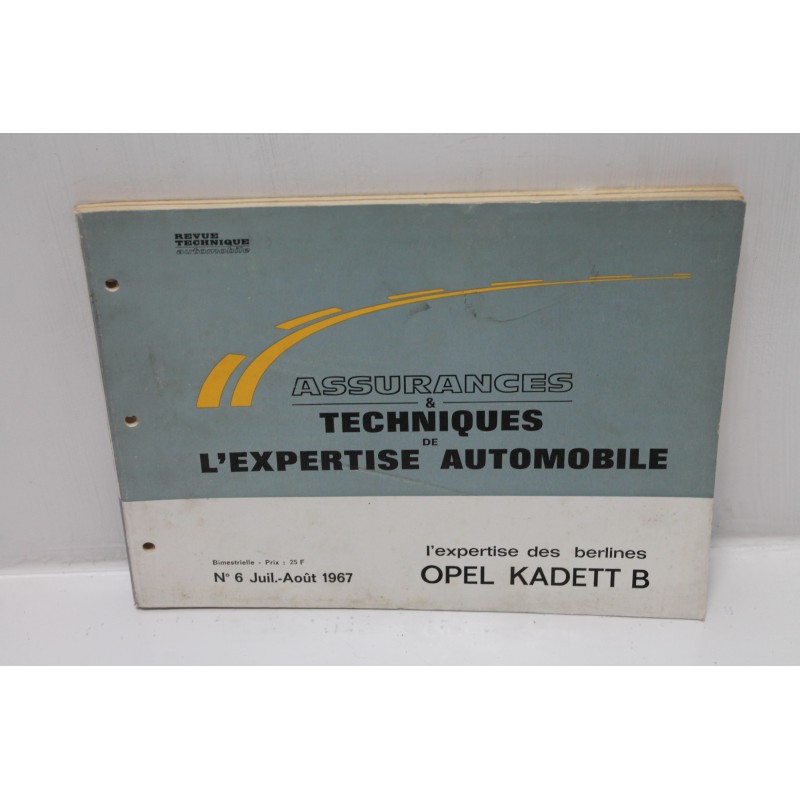 REVUE
TECHNIQUE
automobile
ASSURANCES
&
TECHNIQUES
DE
L'EXPERTISE AUTOMOBILE
Bimestrielle - Prix : 25 F
N° 6 Juil.-Août 1967
l'expertise des berlines
OPEL KADETT B